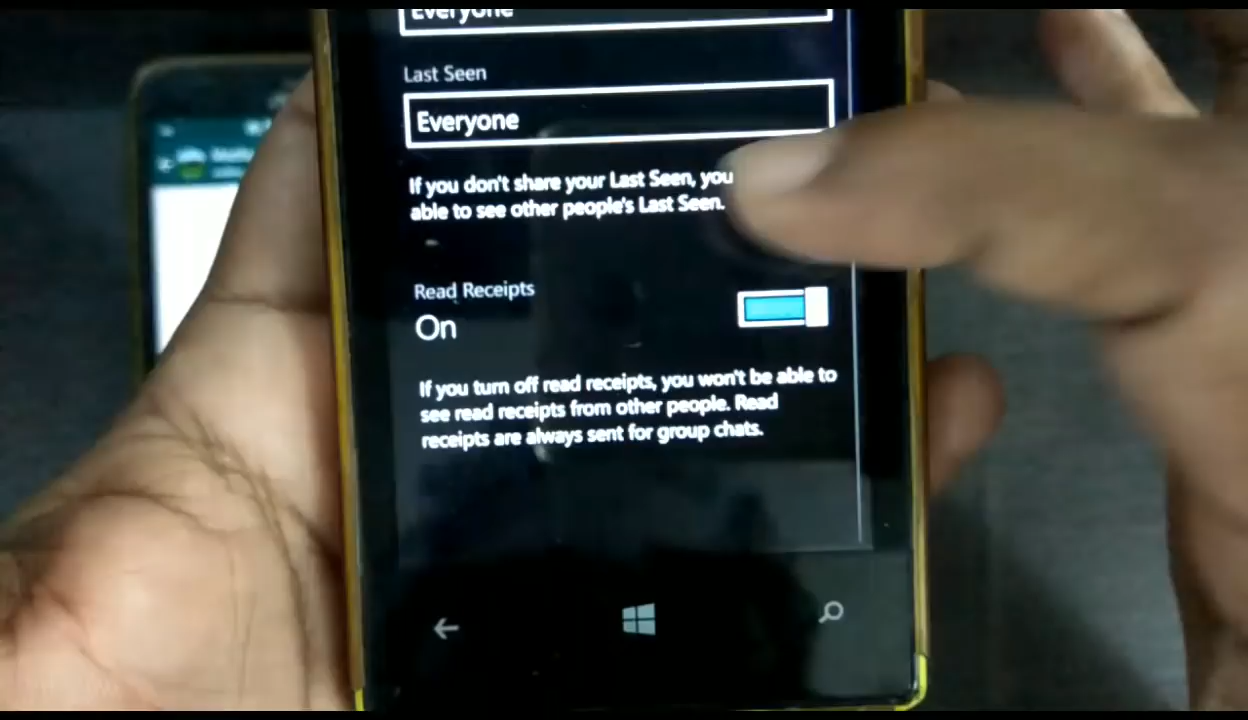 Everyone
Last Seen
Everyone
If you don't share your Last Seen, you
able to see other people's Last Seen.
Read Receipts
On
If you turn off read receipts, you won't be able to
see read receipts from other people. Read
receipts are always sent for group chats.